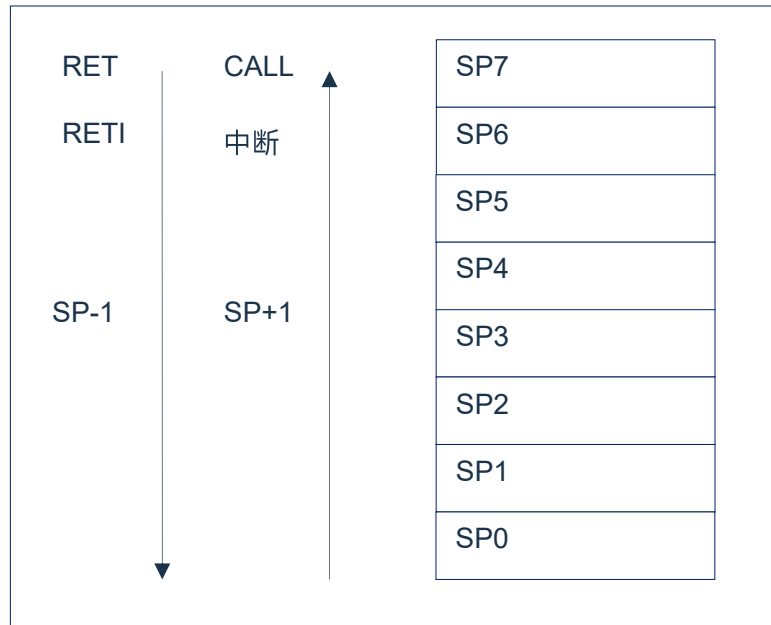 RET CALL SP7
RETI 中断 SP6
SP5
SP4
SP-1 SP+1 SP3
SP2
SP1
SP0